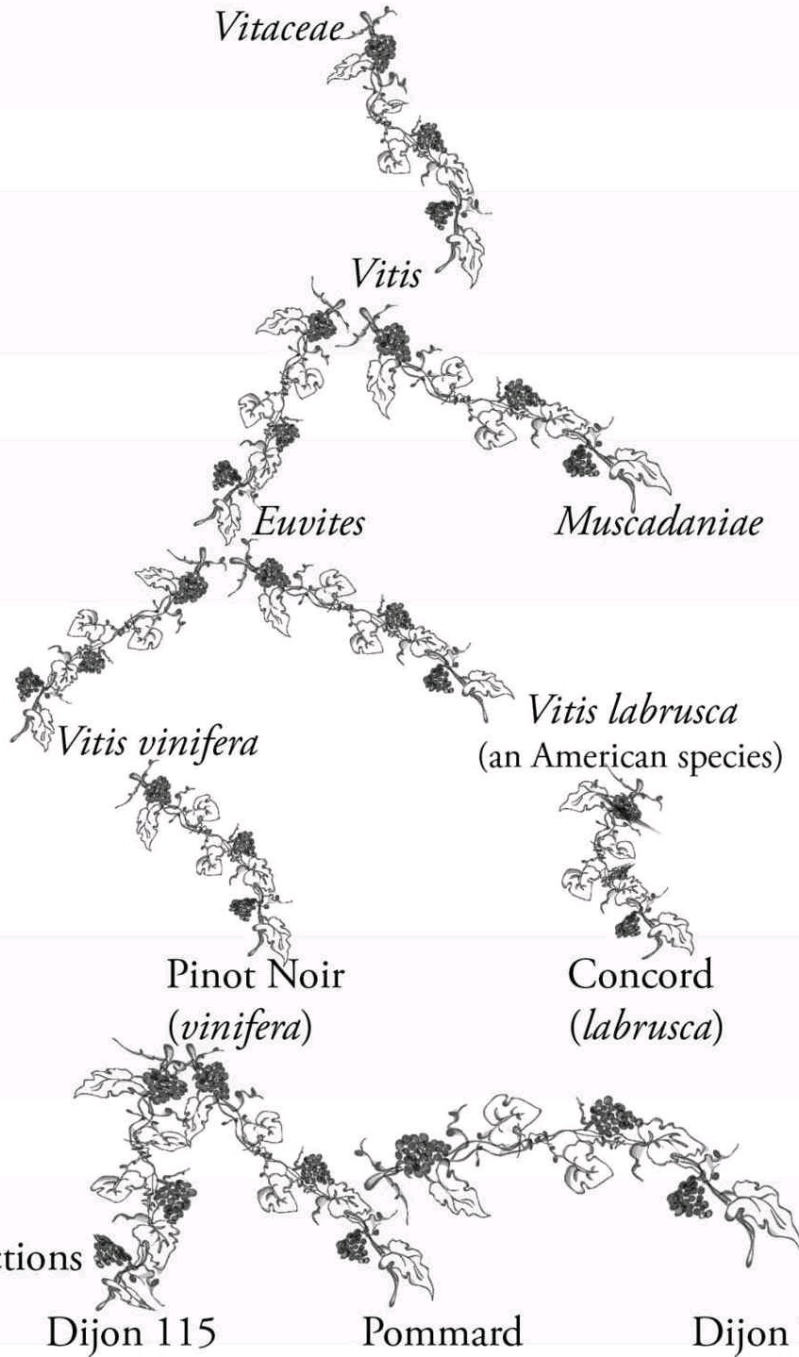 Vitaceae
Vitis
Euvites
Muscadaniae
Vitis vinifera
Vitis labrusca
(an American species)
Pinot Noir
(vinifera)
Concord
(labrusca)
Dijon 115
Pommard
Dijon